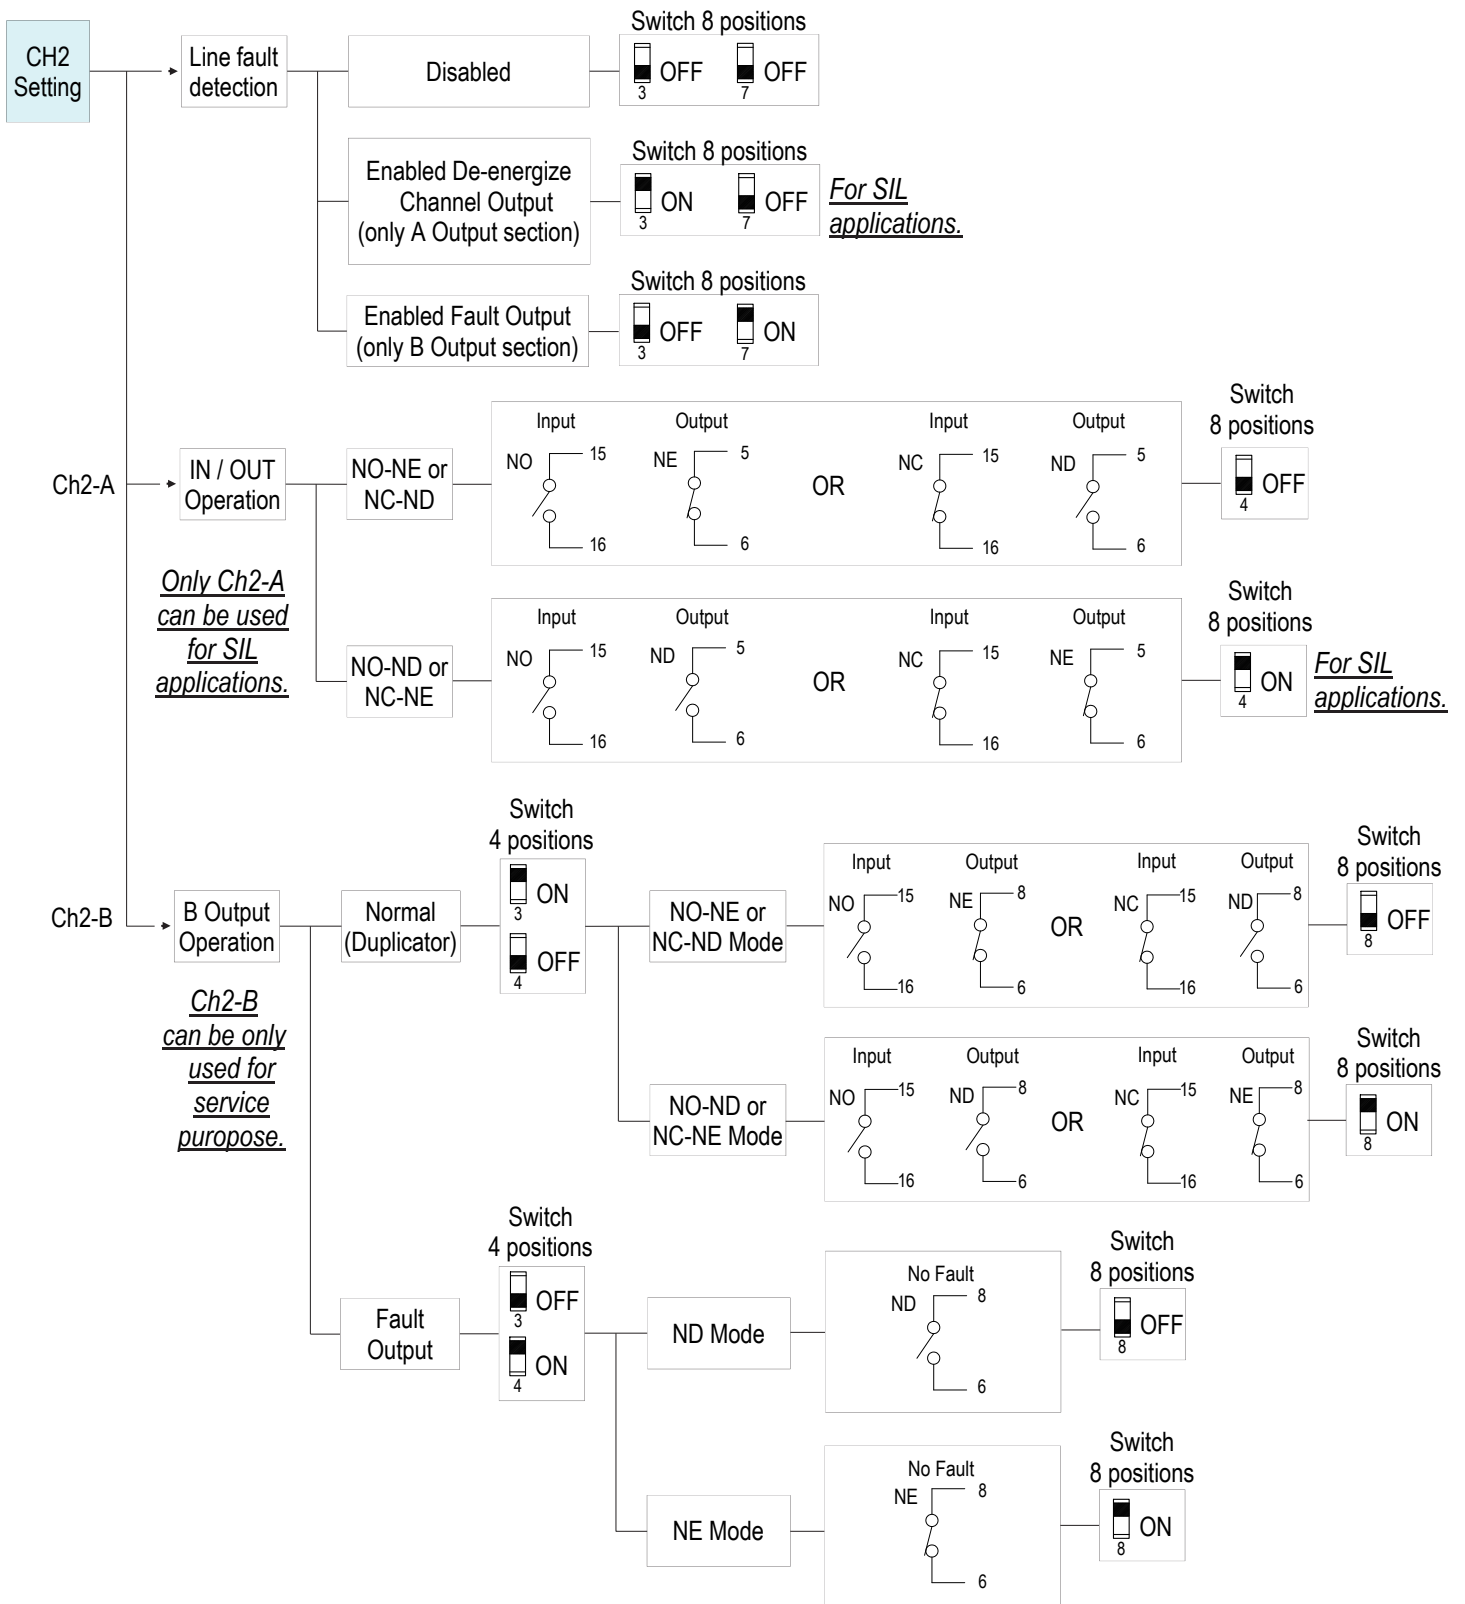 CH2
Setting
Line fault
detection
Disabled
Switch 8 positions
OFF
3
OFF
7
Enabled De-energize
Channel Output
(only A Output section)
Switch 8 positions
ON
3
OFF
7
For SIL
applications.
Enabled Fault Output
(only B Output section)
Switch 8 positions
OFF
3
ON
7
Ch2-A
IN / OUT
Operation
Only Ch2-A
can be used
for SIL
applications.
NO-NE or
NC-ND
Input
NO
15
16
Output
NE
5
6
OR
Input
NC
15
16
Output
ND
5
6
Switch
8 positions
OFF
4
NO-ND or
NC-NE
Input
NO
15
16
Output
ND
5
6
OR
Input
NC
15
16
Output
NE
5
6
Switch
8 positions
ON
4
For SIL
applications.
Ch2-B
B Output
Operation
Ch2-B
can be only
used for
service
puropose.
Normal
(Duplicator)
Switch
4 positions
ON
3
OFF
4
NO-NE or
NC-ND Mode
Input
NO
15
16
Output
NE
8
6
OR
Input
NC
15
16
Output
ND
8
6
Switch
8 positions
OFF
8
NO-ND or
NC-NE Mode
Input
NO
15
16
Output
ND
8
6
OR
Input
NC
15
16
Output
NE
8
6
Switch
8 positions
ON
8
Fault
Output
Switch
4 positions
OFF
3
ON
4
ND Mode
No Fault
ND
8
6
Switch
8 positions
OFF
8
NE Mode
No Fault
NE
8
6
Switch
8 positions
ON
8